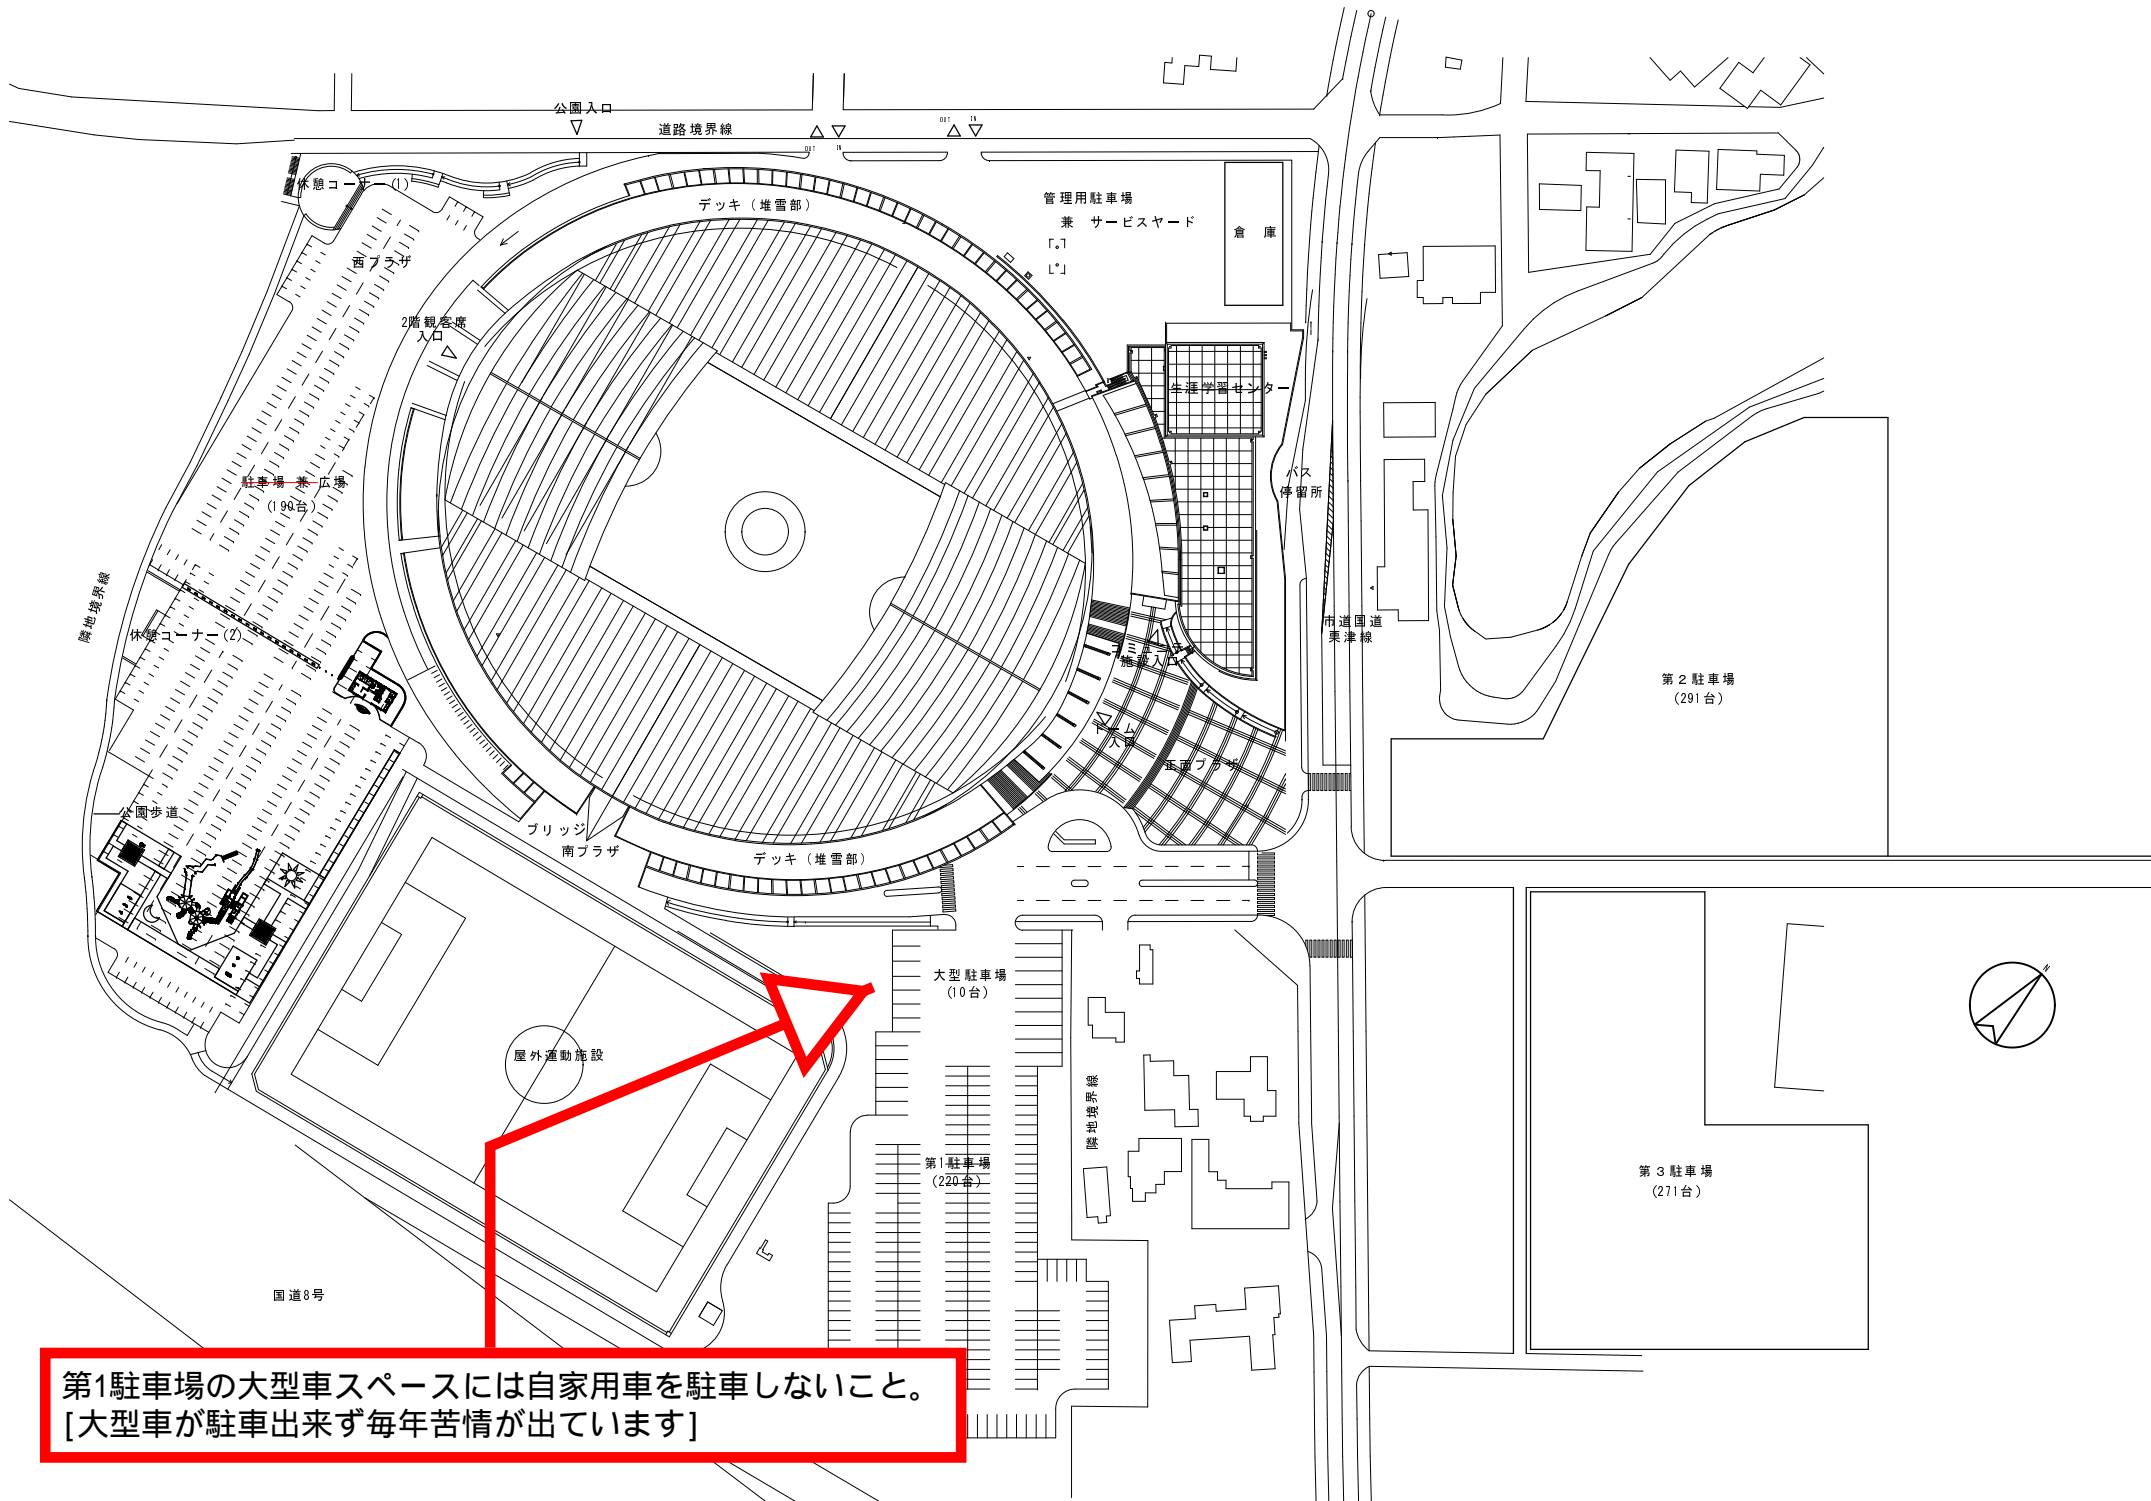 公園入口
道路境界線
OUT
IN
OUT
IN
休憩コーナー(1)
デッキ（堆雪部）
管理用駐車場
兼　サービスヤード
倉　庫
西プラザ
2階観客席
入口
生涯学習センター
バス
停留所
駐車場 兼 広場
(190台)
隣地境界線
休憩コーナー(2)
市道国道
栗津線
施設入口
第２駐車場
(291台)
ドーム
入口
正面プラザ
公園歩道
ブリッジ
南プラザ
デッキ（堆雪部）
大型駐車場
(10台)
N
屋外運動施設
隣地境界線
第1駐車場
(220台)
第３駐車場
(271台)
国道8号
第1駐車場の大型車スペースには自家用車を駐車しないこと。
[大型車が駐車出来ず毎年苦情が出ています]